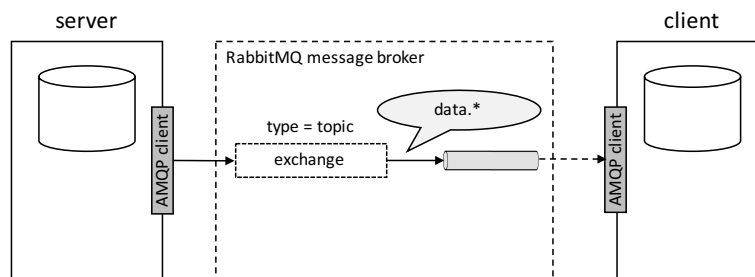 server
client
RabbitMQ message broker
data.*
type = topic
exchange
AMQP client
AMQP client